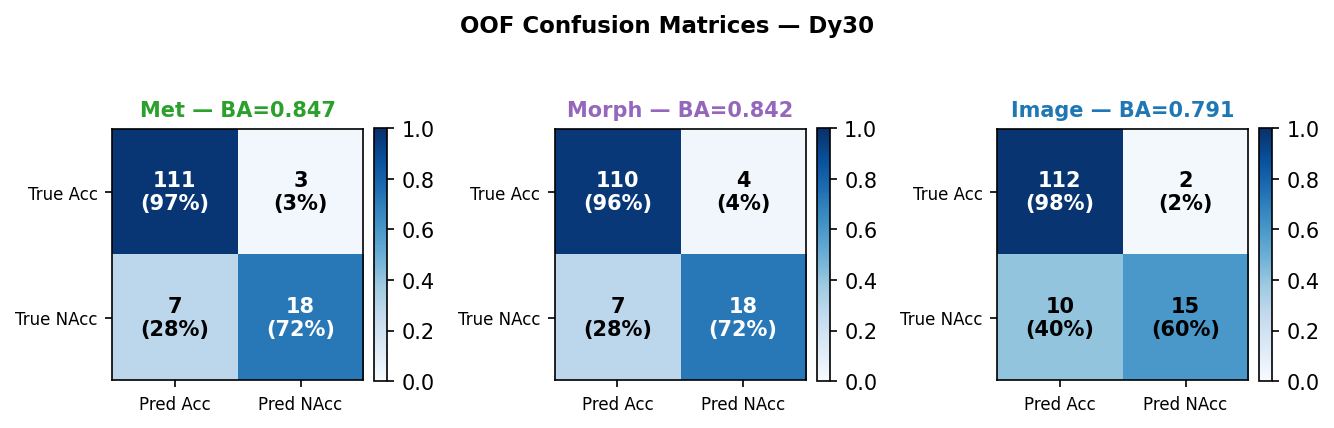 OOF Confusion Matrices — Dy30
Met — BA=0.847
True Acc
True NAcc
111
(97%)
3
(3%)
7
(28%)
18
(72%)
Pred Acc
Pred NAcc
1.0
0.8
0.6
0.4
0.2
0.0
Morph — BA=0.842
True Acc
True NAcc
110
(96%)
4
(4%)
7
(28%)
18
(72%)
Pred Acc
Pred NAcc
1.0
0.8
0.6
0.4
0.2
0.0
Image — BA=0.791
True Acc
True NAcc
112
(98%)
2
(2%)
10
(40%)
15
(60%)
Pred Acc
Pred NAcc
1.0
0.8
0.6
0.4
0.2
0.0